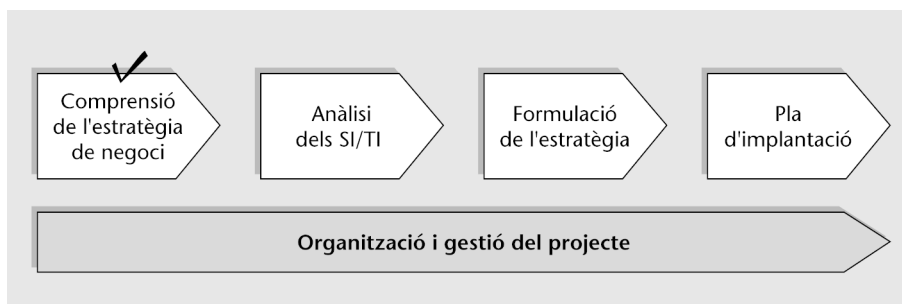 Comprensió
de l'estratègia
de negoci
Anàlisi
dels SI/TI
Formulació
de l'estratègia
Pla
d'implantació
Organització i gestió del projecte